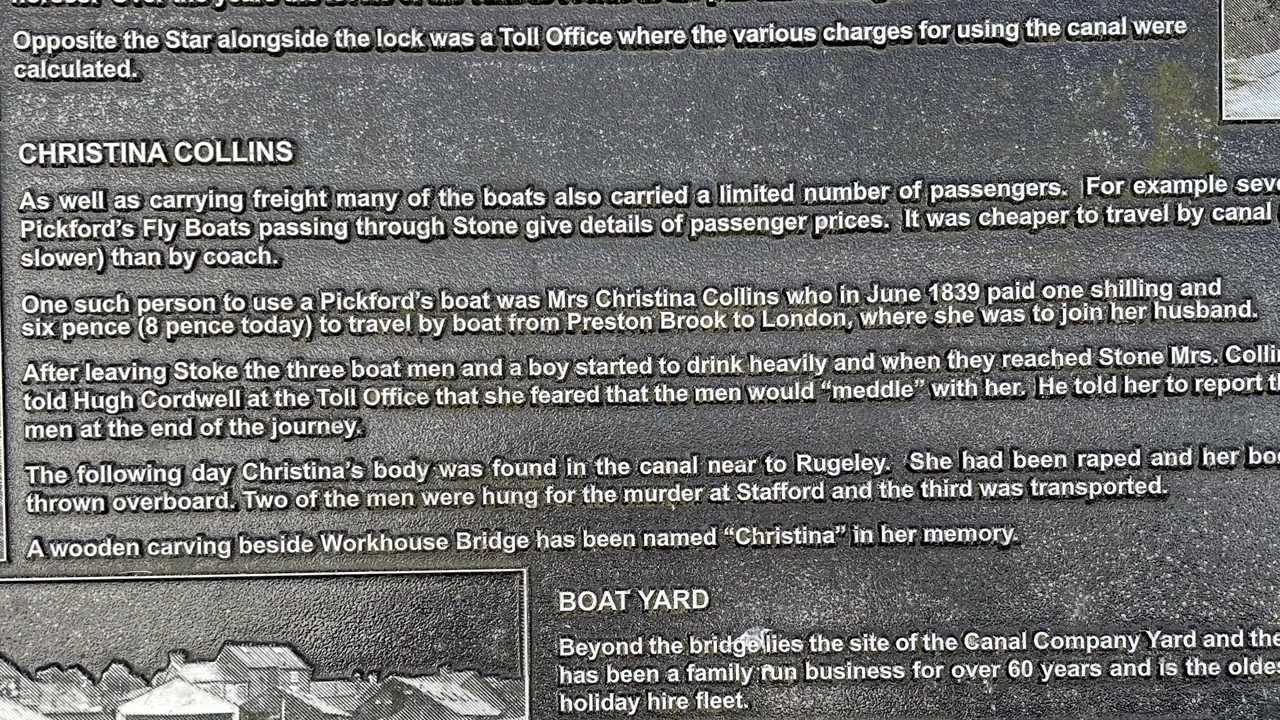 Opposite the Star alongside the lock was a Toll Office where the various charges for using the canal were
calculated.
CHRISTINA COLLINS
As well as carrying freight many of the boats also carried a limited number of passengers. For example
Pickford's Fly Boats passing through Stone give details of passenger prices. It was cheaper to travel by canal
slower) than by coach.
One such person to use a Pickford's boat was Mrs Christina Collins who in June 1839 paid one shilling and
six pence (8 pence today) to travel by boat from Preston Brook to London, where she was to join her husband.
After leaving Stoke the three boat men and a boy started to drink heavily and when they reached Stone Mrs.
told Hugh Cordwell at the Toll Office that she feared that the men would “meddle” with her. He told her to report
men at the end of the journey.
The following day Christina's body was found in the canal near to Rugeley. She had been raped and her
thrown overboard. Two of the men were hung for the murder at Stafford and the third was transported.
A wooden carving beside Workhouse Bridge has been named “Christina” in her memory.
BOAT YARD
Beyond the bridge lies the site of the Canal Company Yard and the
has been a family run business for over 60 years and is the
holiday hire fleet.